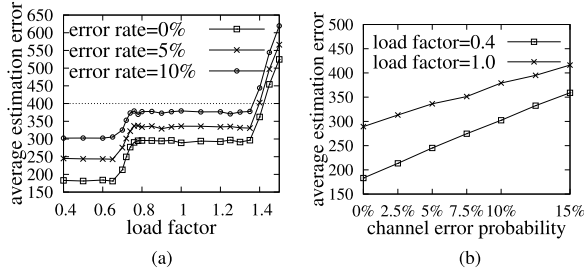 650
600
550
500
450
400
350
300
250
200
150
average estimation error
error rate=0%
error rate=5%
error rate=10%
0.4 0.6 0.8 1 1.2 1.4
load factor
(a)
500
450
400
350
300
250
200
150
average estimation error
load factor=0.4
load factor=1.0
0% 2.5% 5% 7.5% 10% 15%
channel error probability
(b)